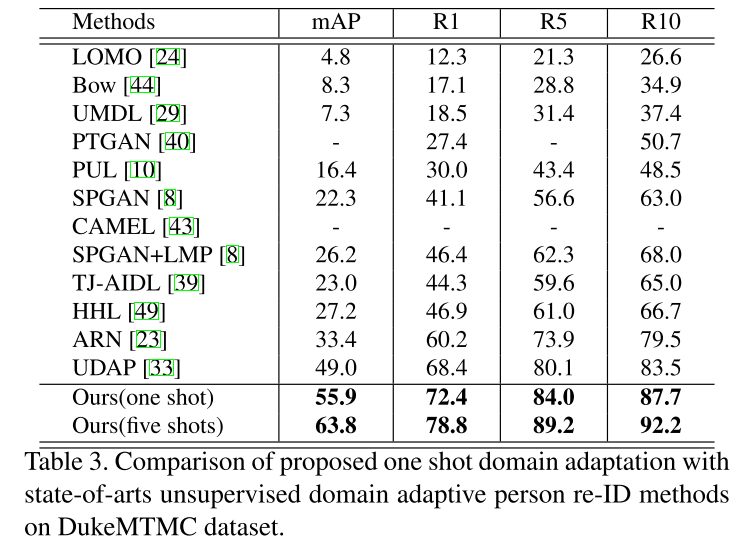 Methods mAP R1 R5 R10
LOMO [24] 4.8 12.3 21.3 26.6
Bow [44] 8.3 17.1 28.8 34.9
UMDL [29] 7.3 18.5 31.4 37.4
PTGAN [40] - 27.4 - 50.7
PUL [10] 16.4 30.0 43.4 48.5
SPGAN [8] 22.3 41.1 56.6 63.0
CAMEL [43] - - - -
SPGAN+LMP [8] 26.2 46.4 62.3 68.0
TJ-AIDL [39] 23.0 44.3 59.6 65.0
HHL [49] 27.2 46.9 61.0 66.7
ARN [23] 33.4 60.2 73.9 79.5
UDAP [33] 49.0 68.4 80.1 83.5
Ours(one shot) 55.9 72.4 84.0 87.7
Ours(five shots) 63.8 78.8 89.2 92.2
Table 3. Comparison of proposed one shot domain adaptation with
state-of-arts unsupervised domain adaptive person re-ID methods
on DukeMTMC dataset.